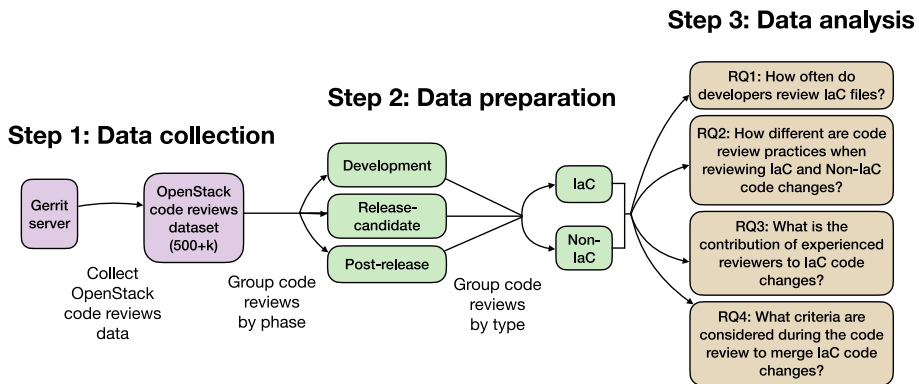 Step 3: Data analysis
Step 2: Data preparation
Step 1: Data collection
Gerrit
server
Collect
OpenStack
code reviews
data
OpenStack
code reviews
dataset
(500+k)
Group code
reviews
by phase
Development
Release-
candidate
Post-release
Group code
reviews
by type
IaC
Non-
IaC
RQ1: How often do
developers review IaC files?
RQ2: How different are code
review practices when
reviewing IaC and Non-IaC
code changes?
RQ3: What is the
contribution of experienced
reviewers to IaC code
changes?
RQ4: What criteria are
considered during the code
review to merge IaC code
changes?